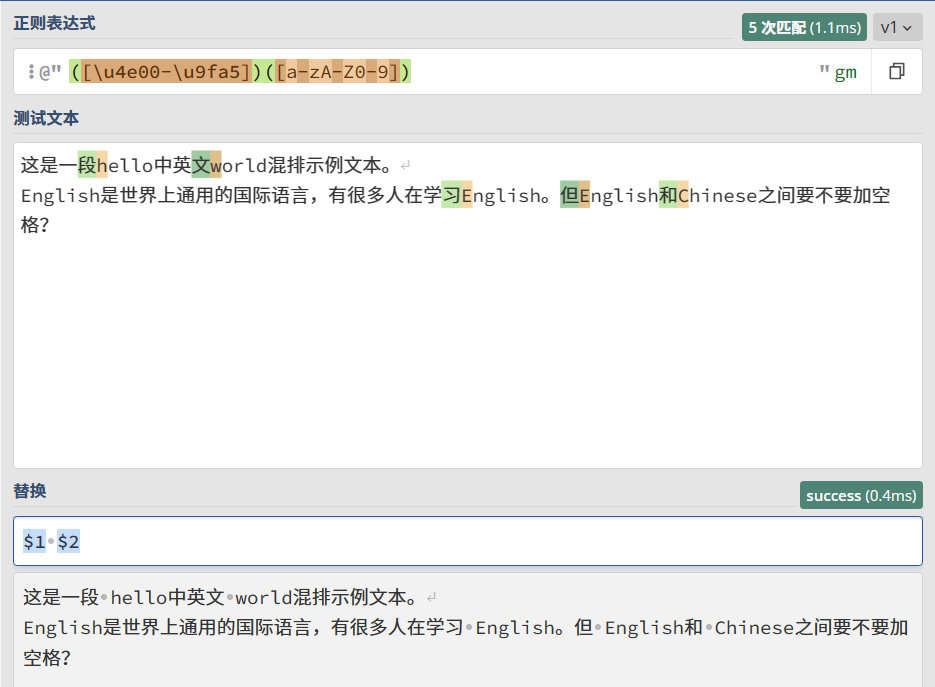 正则表达式
5 次匹配 (1.1ms)
v1
@" ([\u4e00-\u9fa5])([a-zA-Z0-9]) " gm
测试文本
这是一段hello中英文world混排示例文本。↵
English是世界上通用的国际语言，有很多人在学习English。但English和Chinese之间要不要加空
格？
替换
success (0.4ms)
$1•$2
这是一段•hello中英文•world混排示例文本。↵
English是世界上通用的国际语言，有很多人在学习•English。但•English和•Chinese之间要不要加
空格？